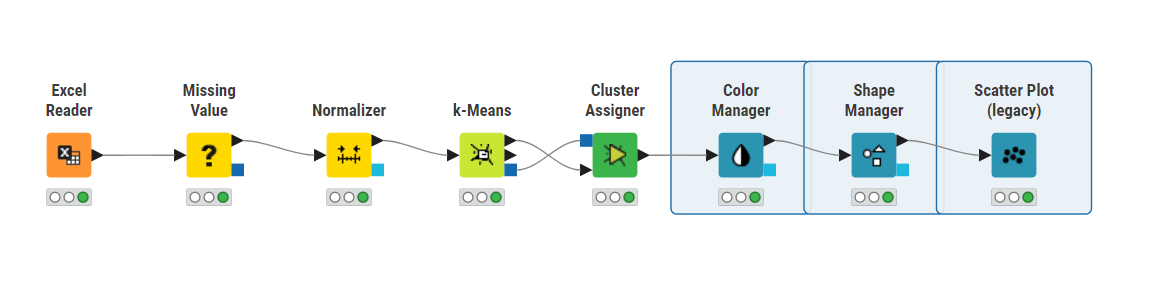 Excel
Reader
Missing
Value
Normalizer
k-Means
Cluster
Assigner
Color
Manager
Shape
Manager
Scatter Plot
(legacy)
X
?